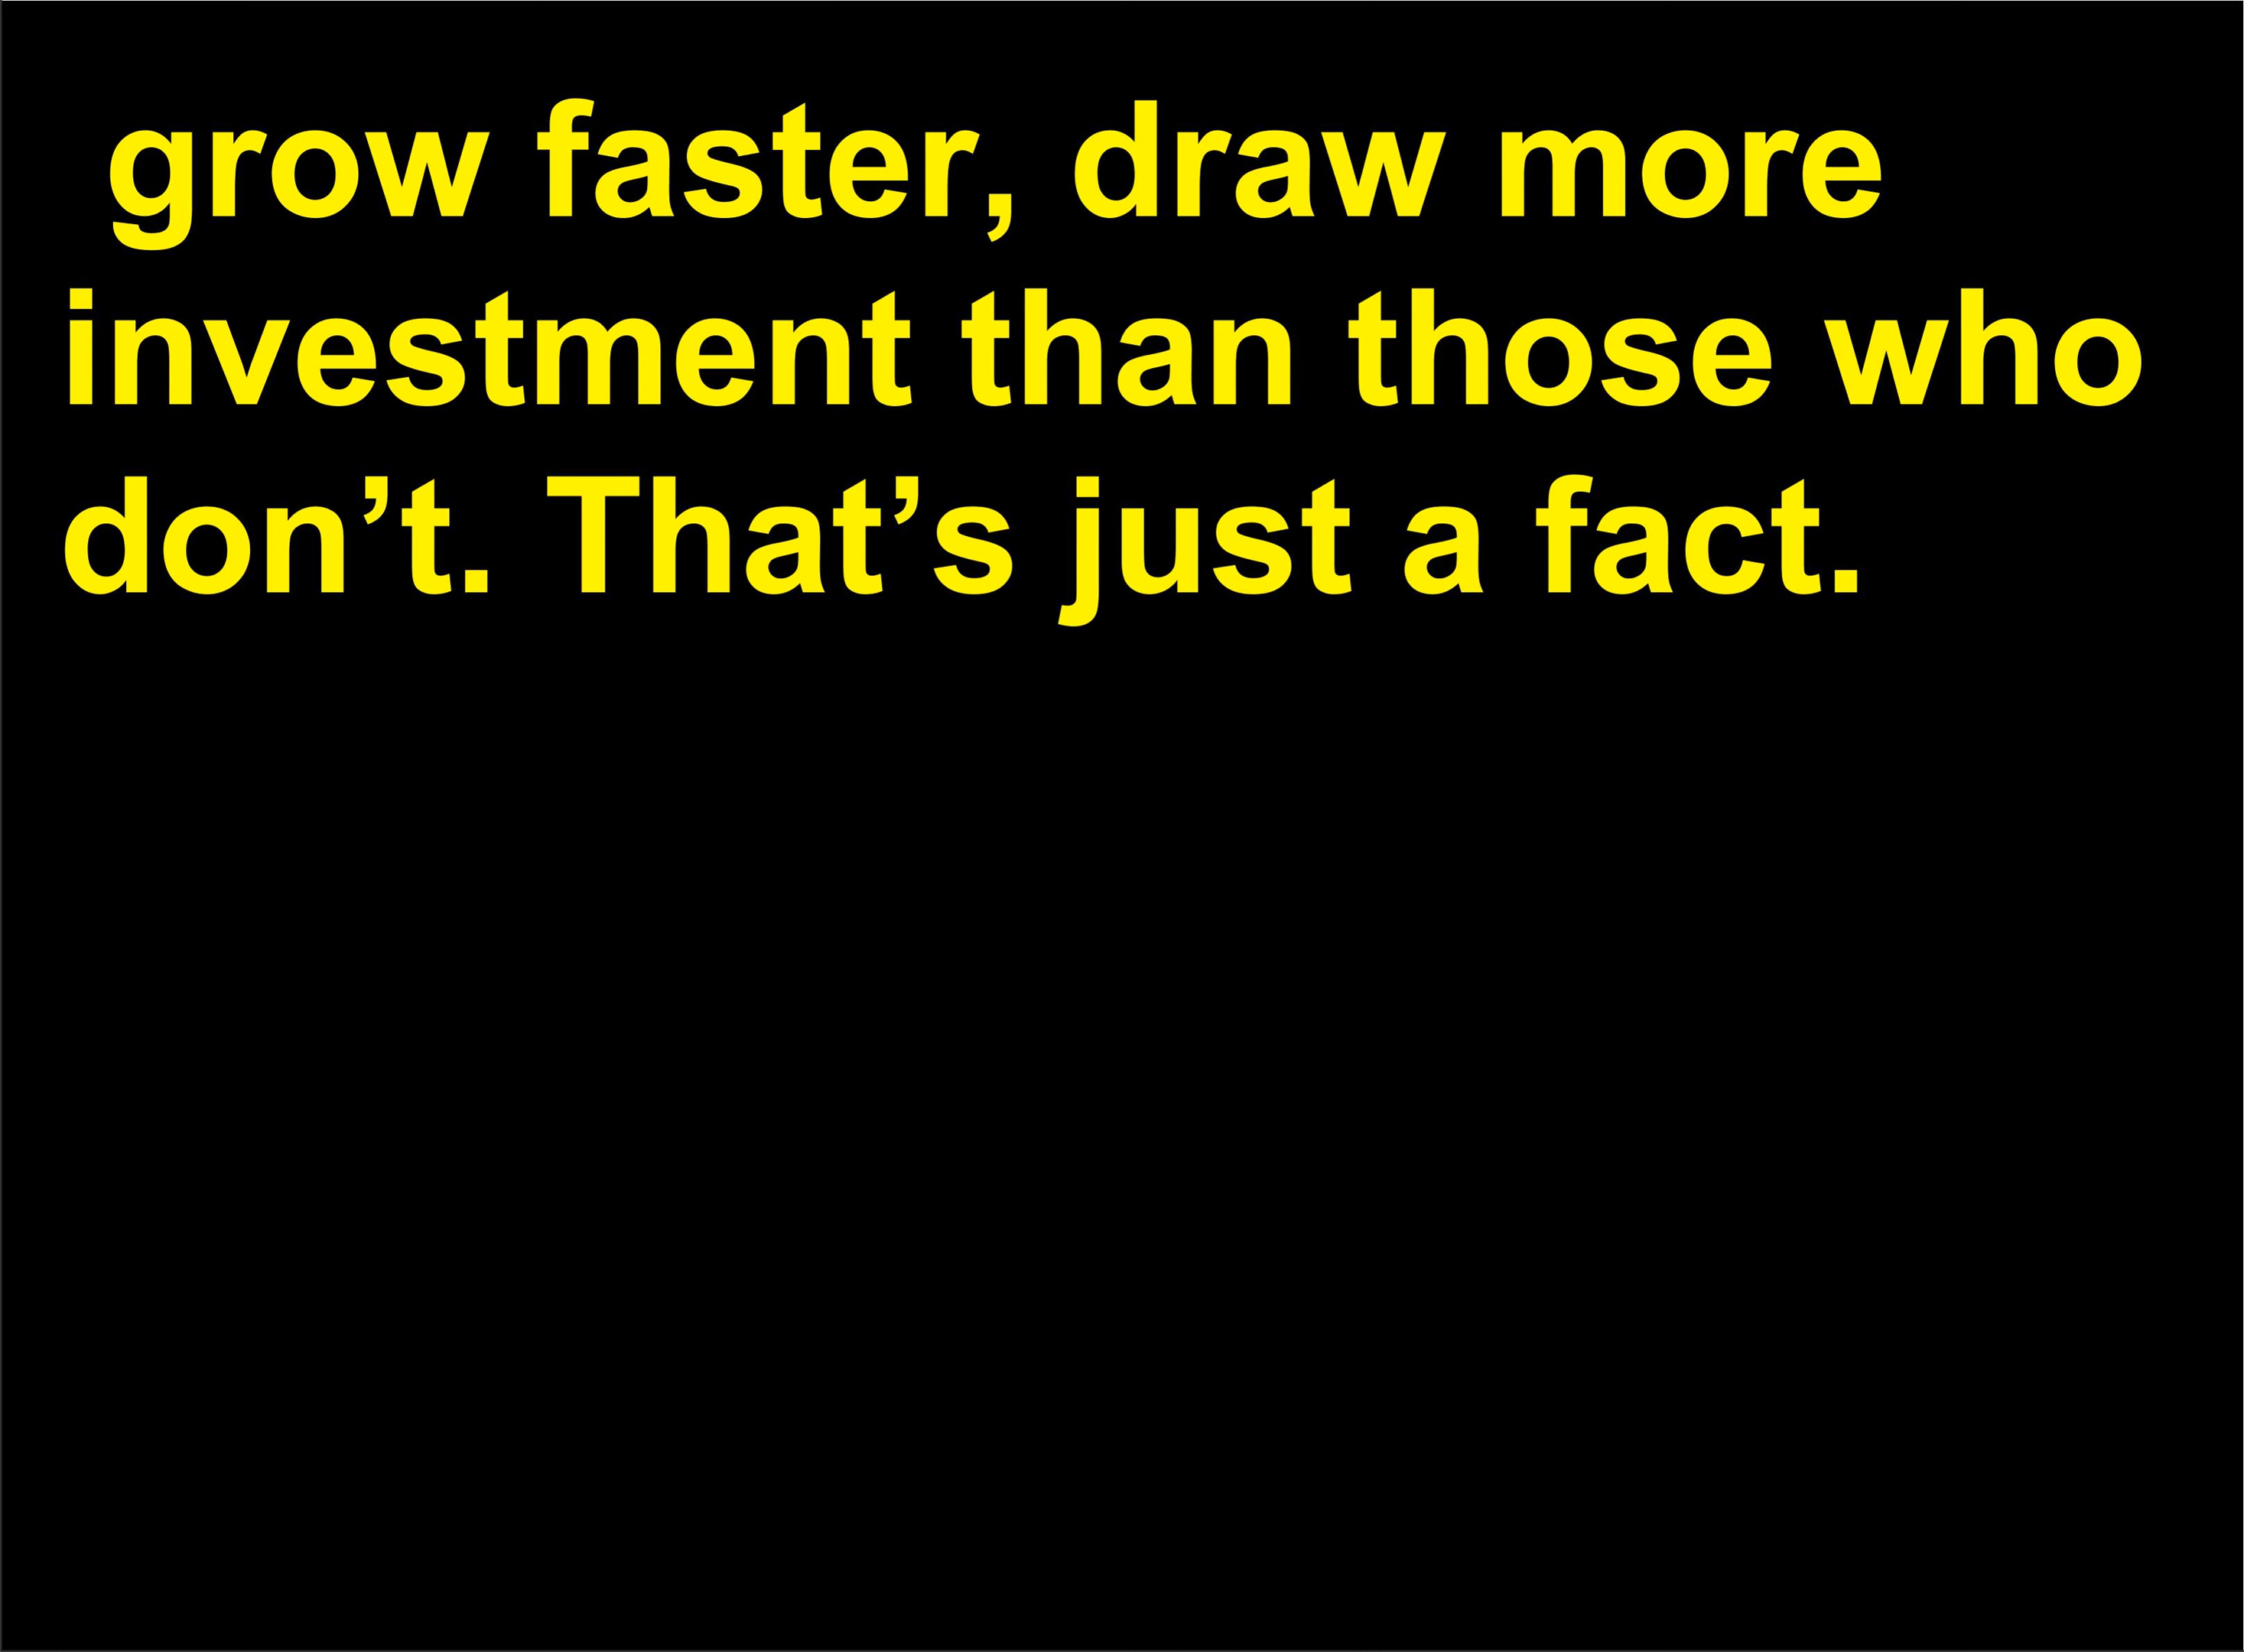 grow faster, draw more
investment than those who
don’t.  That’s just a fact.